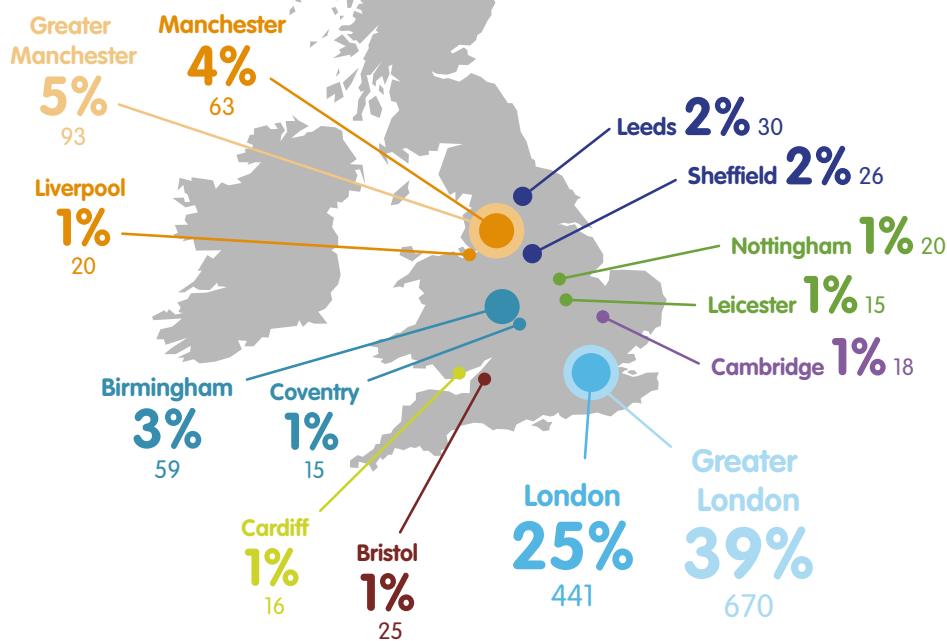 Greater
Manchester
5%
93
Manchester
4%
63
Leeds 2% 30
Sheffield 2% 26
Liverpool
1%
20
Nottingham 1% 20
Leicester 1% 15
Cambridge 1% 18
Birmingham
3%
59
Coventry
1%
15
Cardiff
1%
16
Bristol
1%
25
London
25%
441
Greater
London
39%
670